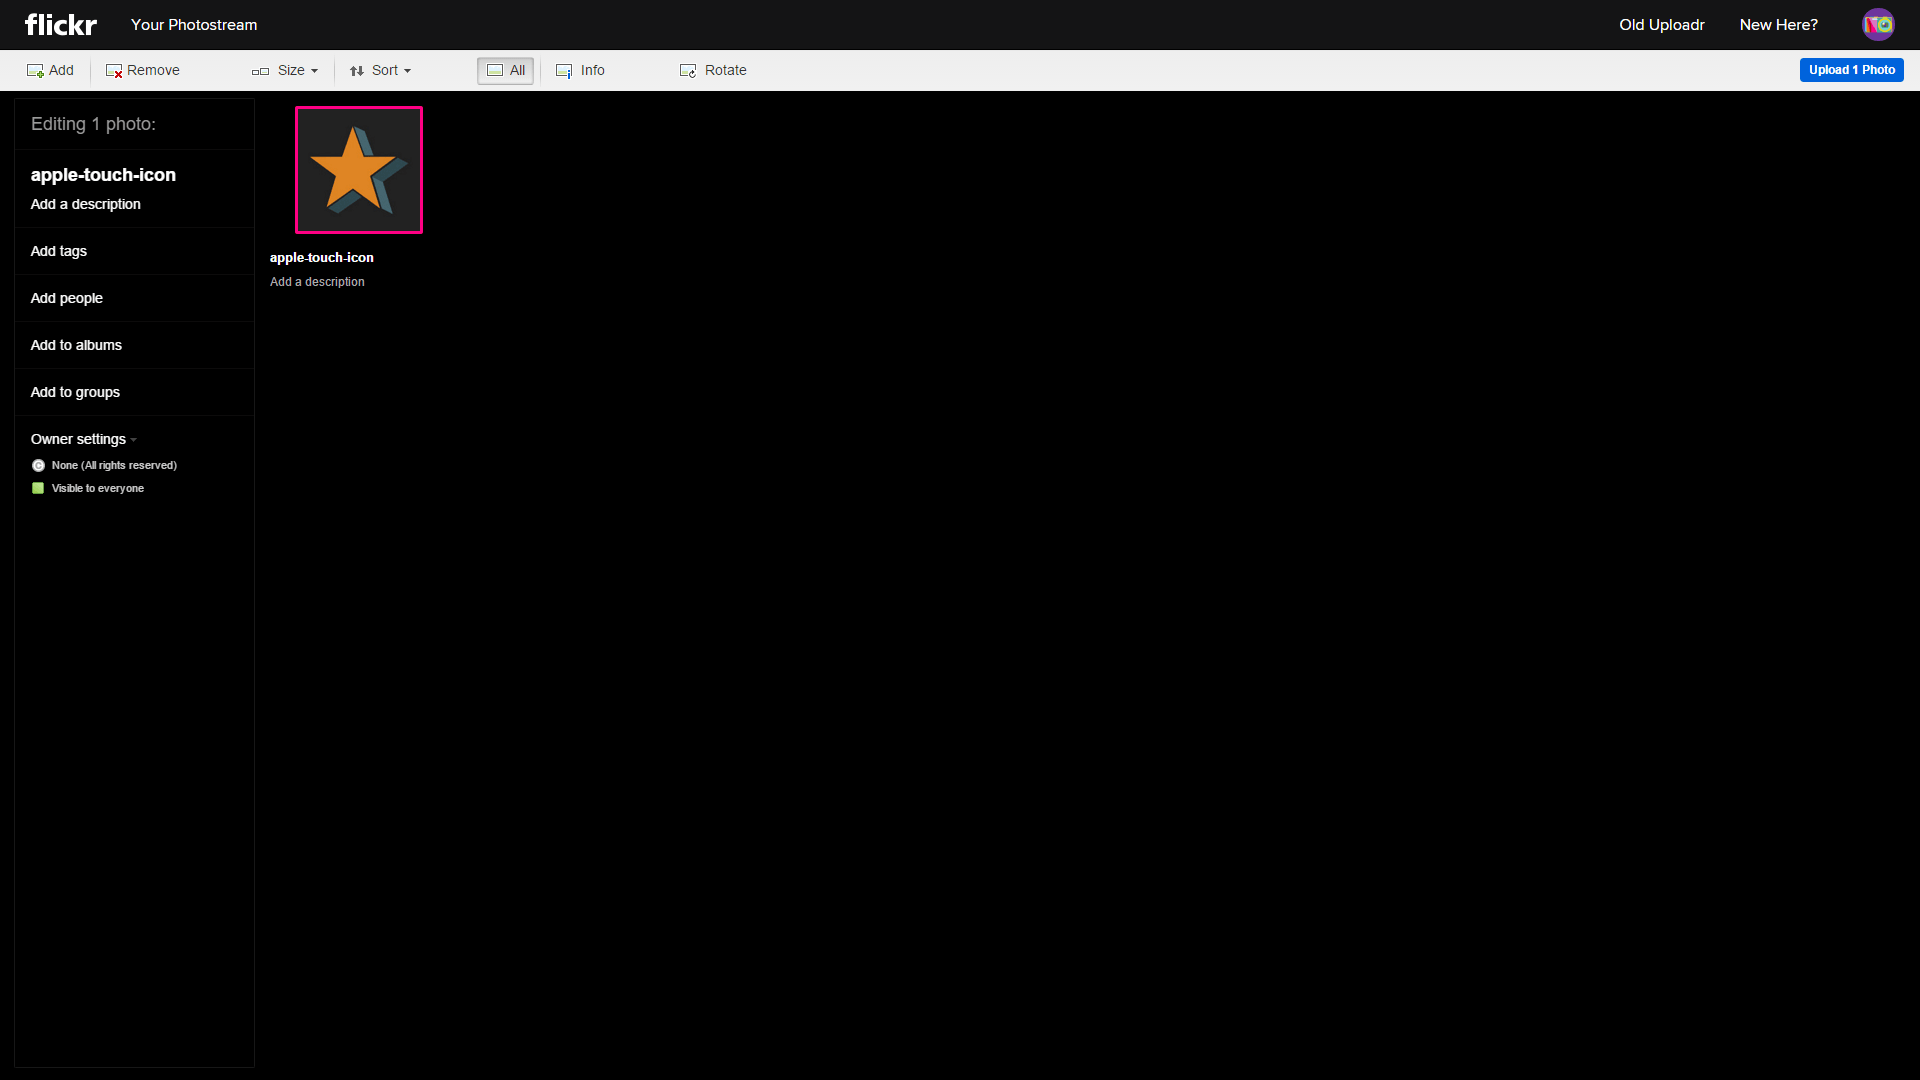 flickr Your Photostream Old Uploadr New Here?
Add Remove Size Sort All Info Rotate Upload 1 Photo
Editing 1 photo:
apple-touch-icon
Add a description
Add tags
Add people
Add to albums
Add to groups
Owner settings
None (All rights reserved)
Visible to everyone
apple-touch-icon
Add a description